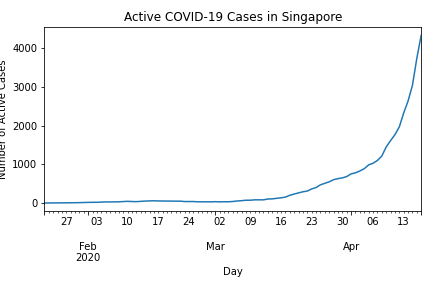 Active COVID-19 Cases in Singapore
Number of Active Cases
4000
3000
2000
1000
0
27 03 10 17 24 02 09 16 23 30 06 13
Feb Mar Apr
2020
Day